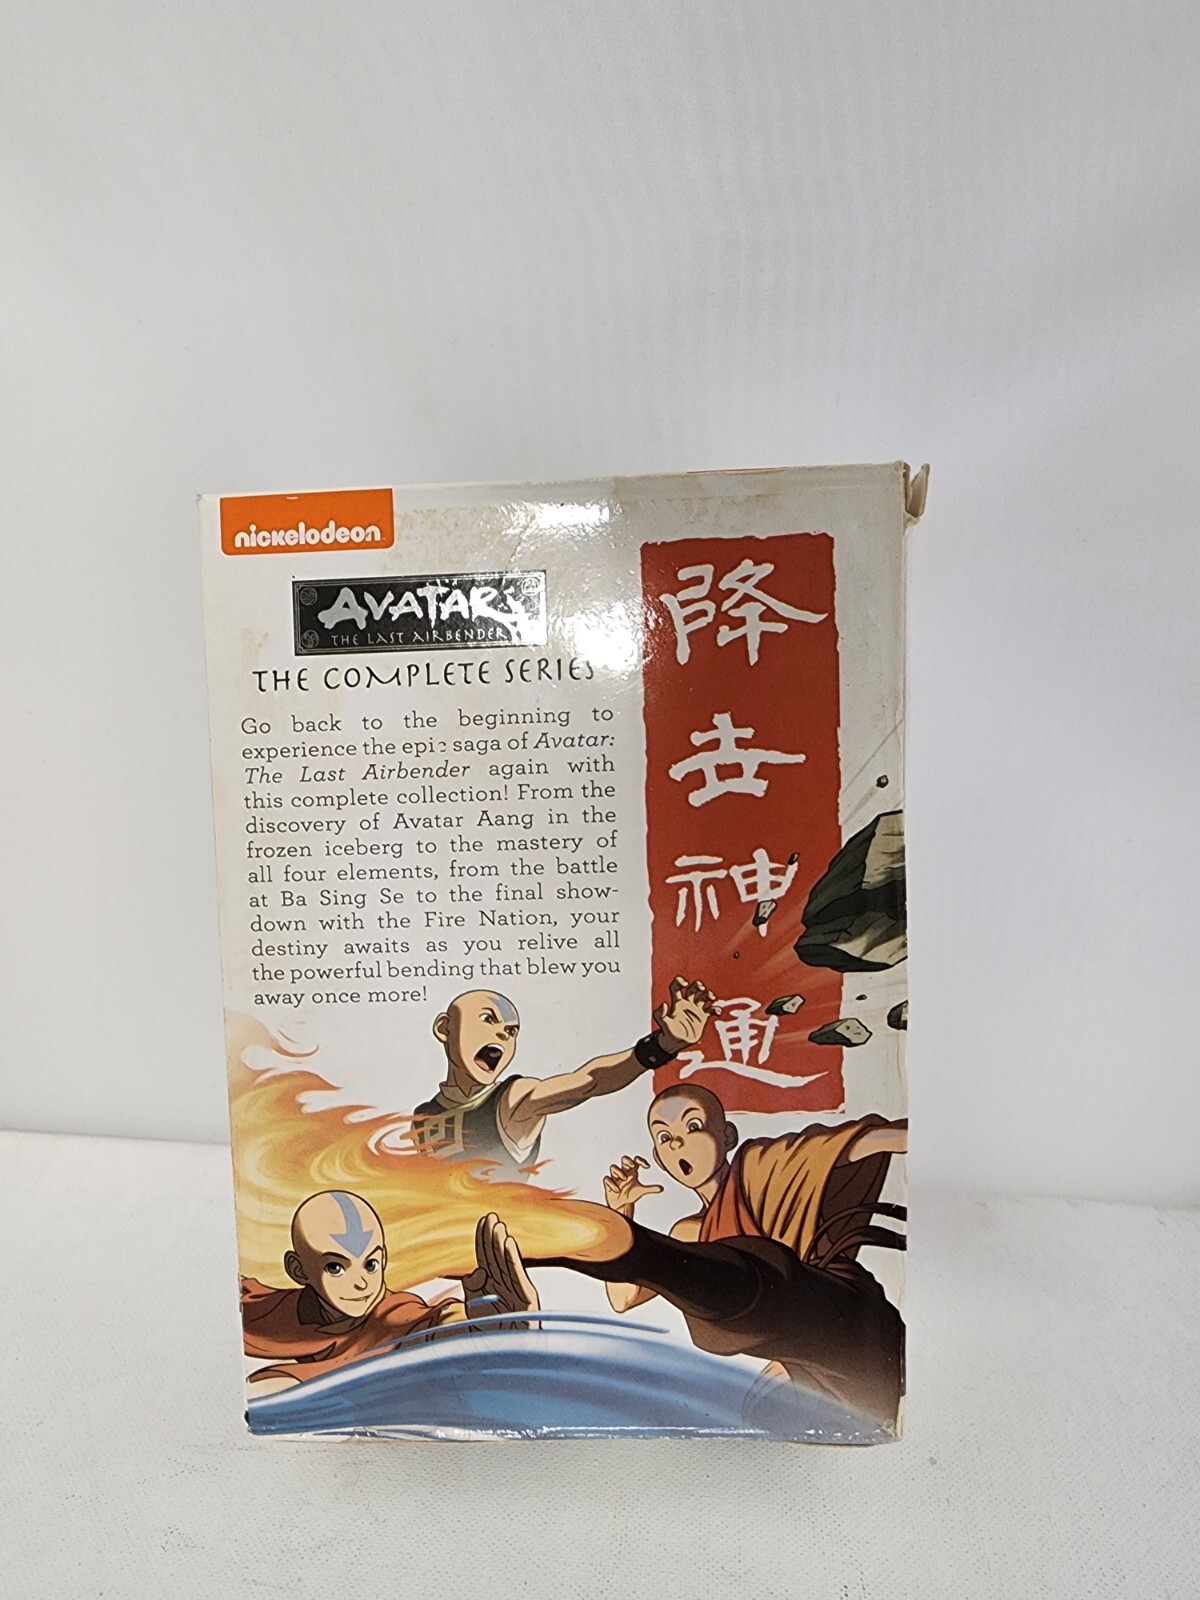 nickelodeon
AVATAR
THE LAST AIRBENDER
THE COMPLETE SERIES
Go back to the beginning to
experience the epic saga of Avatar:
The Last Airbender again with
this complete collection! From the
discovery of Avatar Aang in the
frozen iceberg to the mastery of
all four elements, from the battle
at Ba Sing Se to the final show-
down with the Fire Nation, your
destiny awaits as you relive all
the powerful bending that blew you
away once more!
降
世
神
通